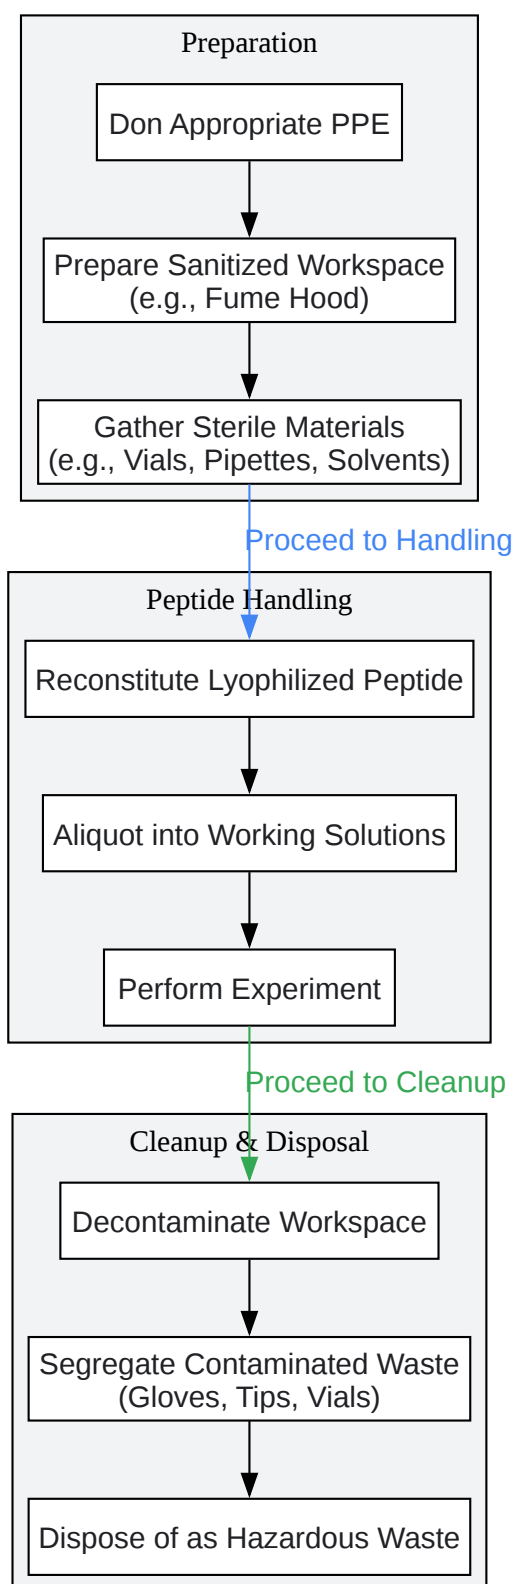 Preparation
Don Appropriate PPE
Prepare Sanitized Workspace
(e.g., Fume Hood)
Gather Sterile Materials
(e.g., Vials, Pipettes, Solvents)
Proceed to Handling
Peptide Handling
Reconstitute Lyophilized Peptide
Aliquot into Working Solutions
Perform Experiment
Proceed to Cleanup
Cleanup & Disposal
Decontaminate Workspace
Segregate Contaminated Waste
(Gloves, Tips, Vials)
Dispose of as Hazardous Waste